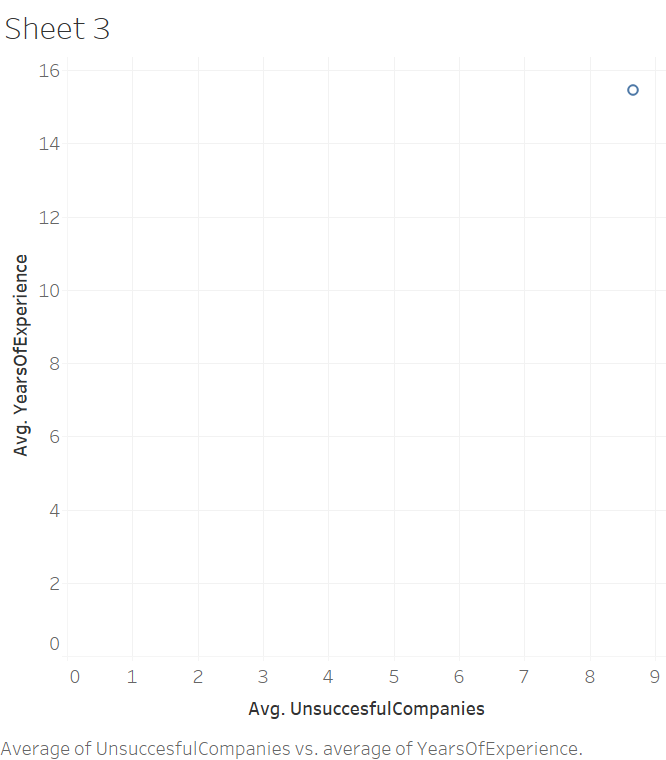 Sheet 3
16
14
12
10
8
6
4
2
0
Avg. YearsOfExperience
0 1 2 3 4 5 6 7 8 9
Avg. UnsuccesfulCompanies
Average of UnsuccesfulCompanies vs. average of YearsOfExperience.